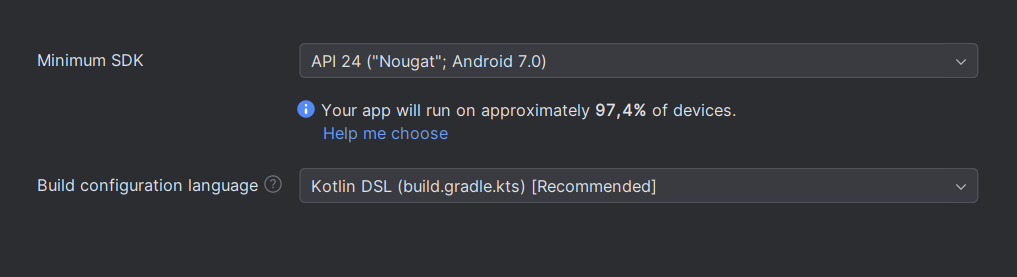 Minimum SDK
API 24 ("Nougat"; Android 7.0)
Your app will run on approximately 97,4% of devices.
Help me choose
Build configuration language ?
Kotlin DSL (build.gradle.kts) [Recommended]